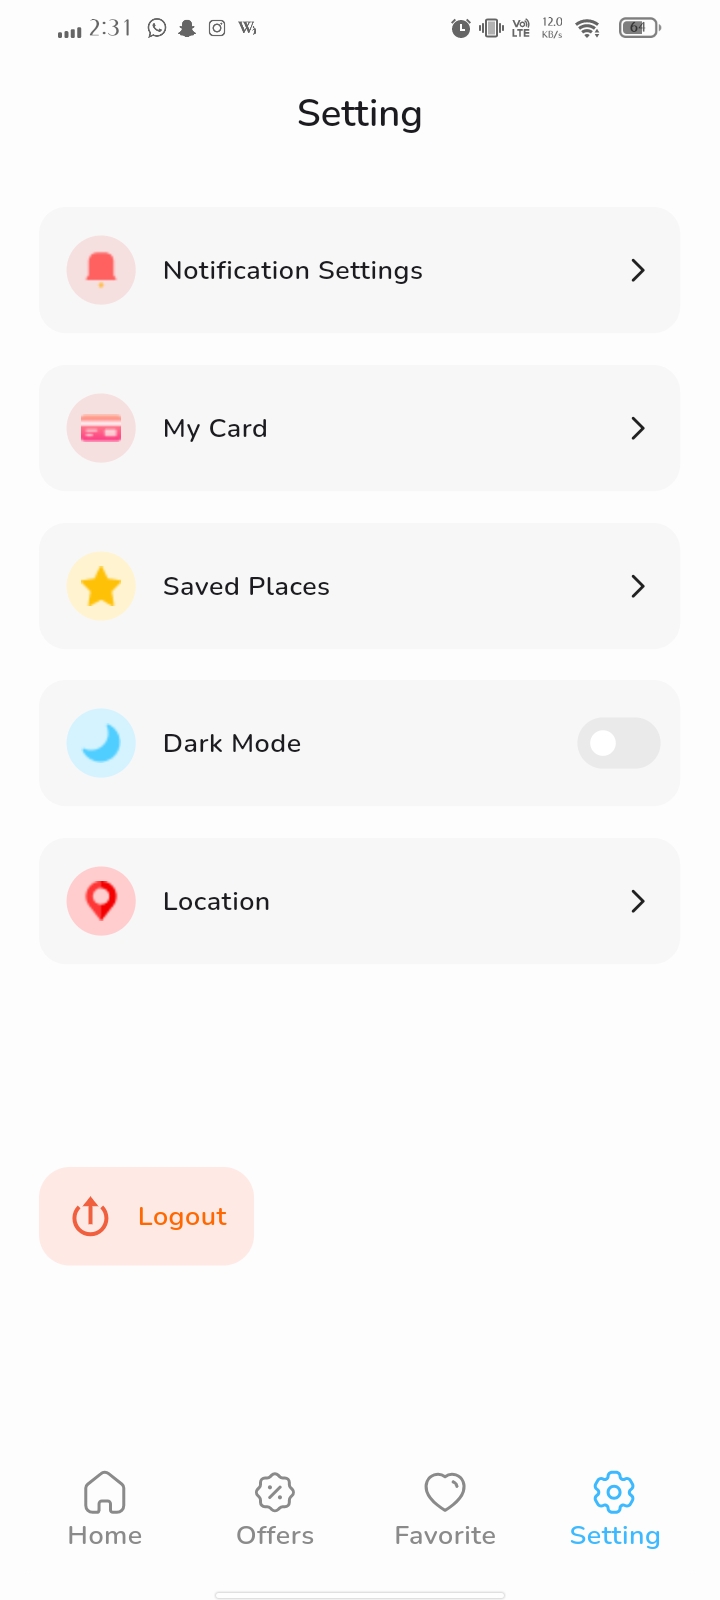 2:31
Vo) LTE
12.0 KB/s
64
Setting
Notification Settings
My Card
Saved Places
Dark Mode
Location
Logout
Home Offers Favorite Setting